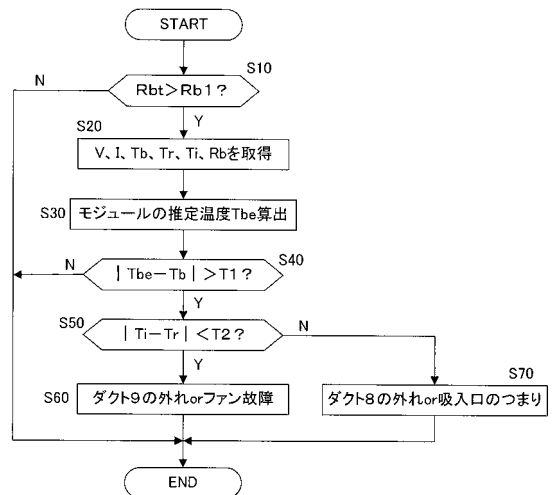 START
S10
N
Rbt>Rb1?
Y
S20
V、I、Tb、Tr、Ti、Rbを取得
S30
モジュールの推定温度Tbe算出
S40
N
|Tbe-Tb|>T1?
Y
S50
|Ti-Tr|<T2?
N
Y
S60
ダクト9の外れorファン故障
S70
ダクト8の外れor吸入口のつまり
END